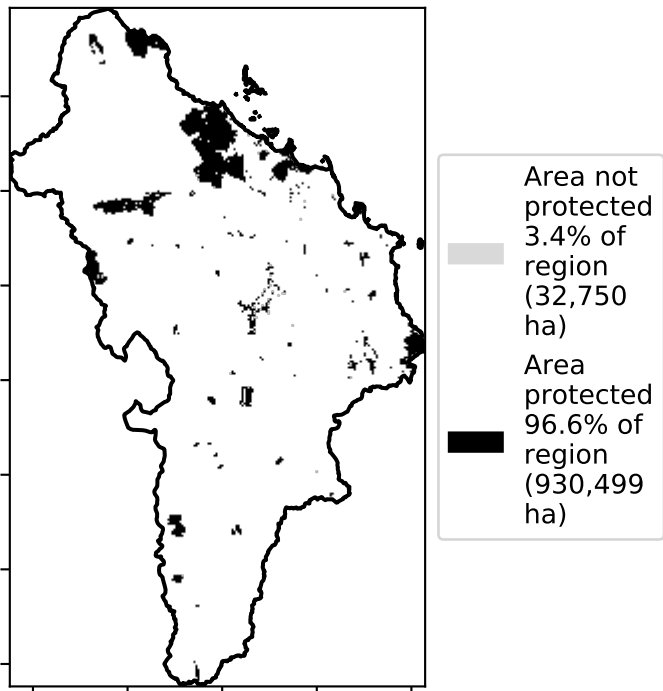 Area not
protected
3.4% of
region
(32,750
ha)
Area
protected
96.6% of
region
(930,499
ha)